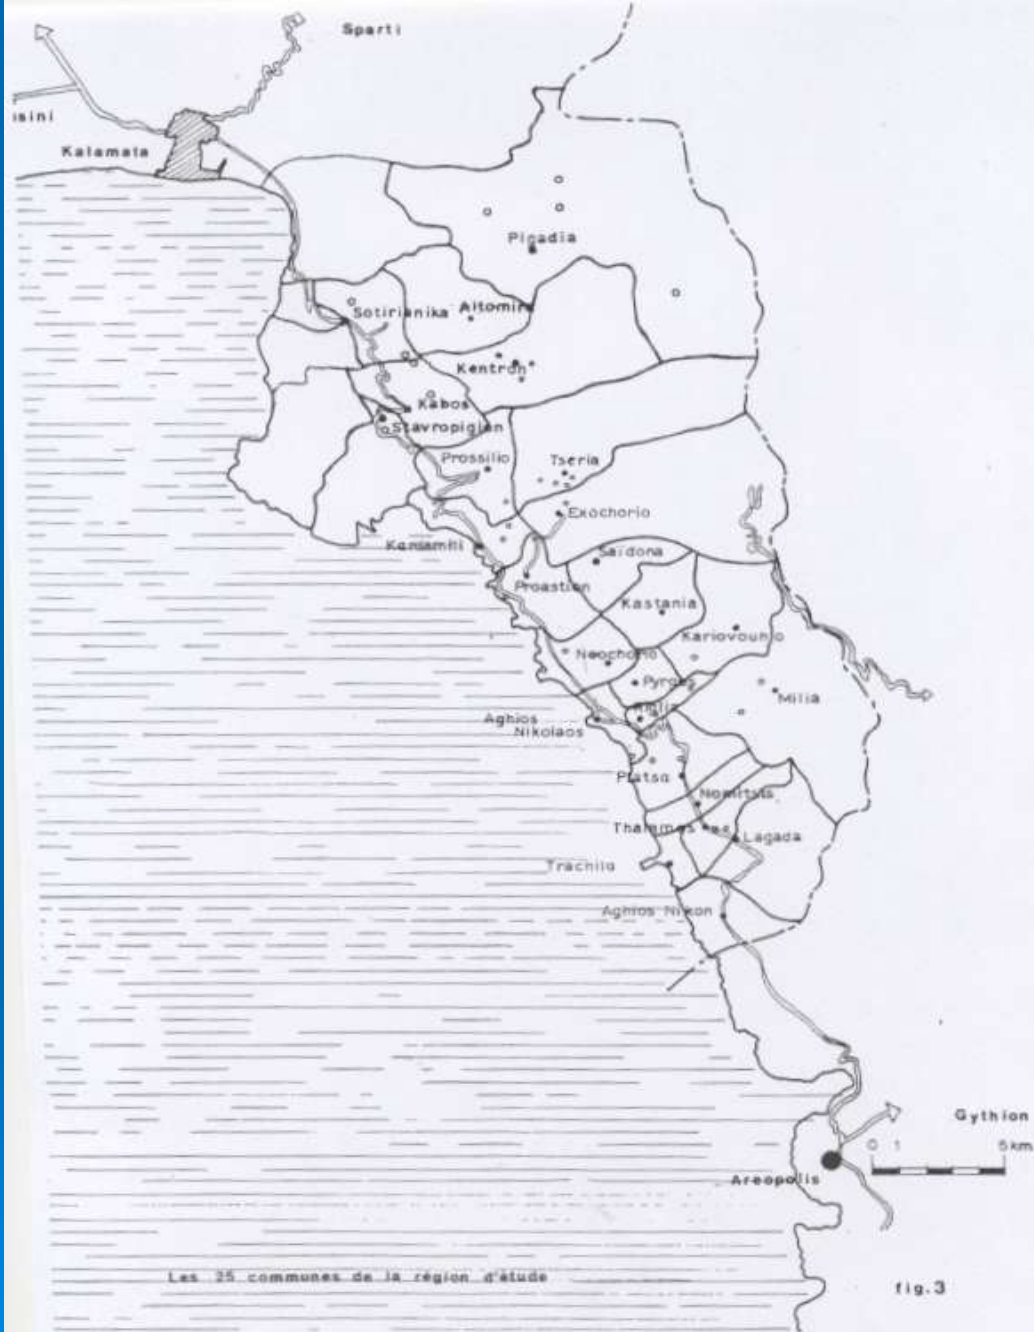 Sparti
Kalamata
Pigadia
Sotirianika
Altomira
Kentron
Kabos
Stavropigion
Prossilio
Tseria
Exochorio
Kardamili
Saïdona
Proastion
Kastania
Kariovounio
Neochorio
Pyrgos
Milia
Aghios
Nikolaos
Platsa
Nomitsis
Thalames
Lagada
Trachila
Aghios Nikon
Gythion
0 1 5km
Areopolis
Les 25 communes de la région d'étude
fig.3